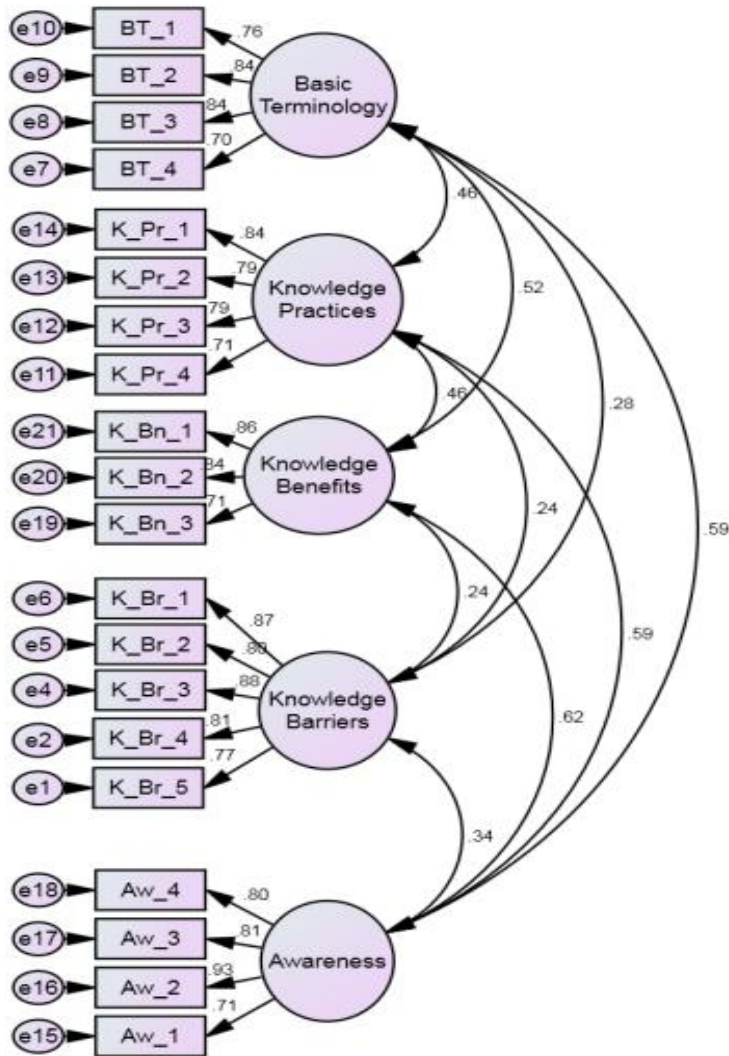 e10 BT_1 .76
e9 BT_2 .84
e8 BT_3 .84
e7 BT_4 .70
Basic
Terminology
.46
e14 K_Pr_1 .84
e13 K_Pr_2 .79
e12 K_Pr_3 .79
e11 K_Pr_4 .71
Knowledge
Practices
.52
.46
.28
e21 K_Bn_1 .86
e20 K_Bn_2 .84
e19 K_Bn_3 .71
Knowledge
Benefits
.24
.59
.24
e6 K_Br_1 .87
e5 K_Br_2
e4 K_Br_3 .88
e2 K_Br_4 .81
e1 K_Br_5 .77
Knowledge
Barriers
.59
.62
.34
e18 Aw_4 .80
e17 Aw_3 .81
e16 Aw_2 .93
e15 Aw_1 .71
Awareness